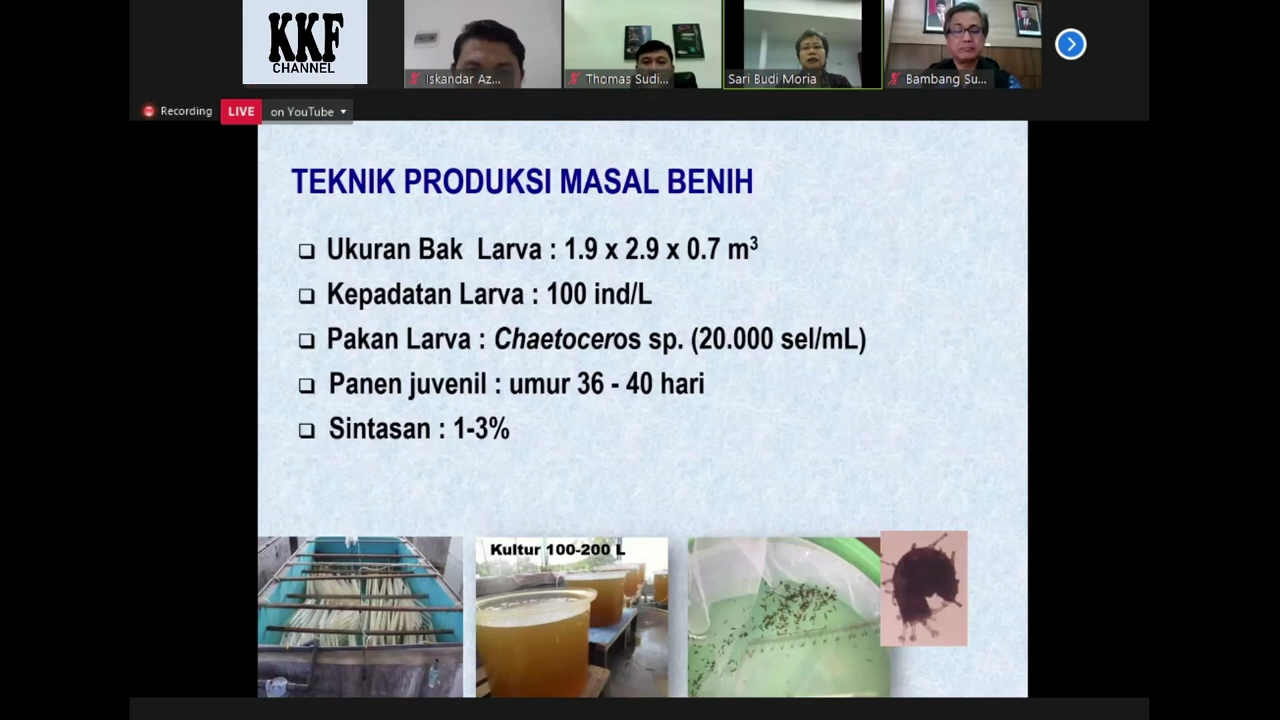 KKF
CHANNEL
Iskandar Az...
Thomas Sudi...
Sari Budi Moria
Bambang Su...
Recording
LIVE
on YouTube
TEKNIK PRODUKSI MASAL BENIH
Ukuran Bak Larva : 1.9 x 2.9 x 0.7 m³
Kepadatan Larva : 100 ind/L
Pakan Larva : Chaetoceros sp. (20.000 sel/mL)
Panen juvenil : umur 36 - 40 hari
Sintasan : 1-3%
Kultur 100-200 L